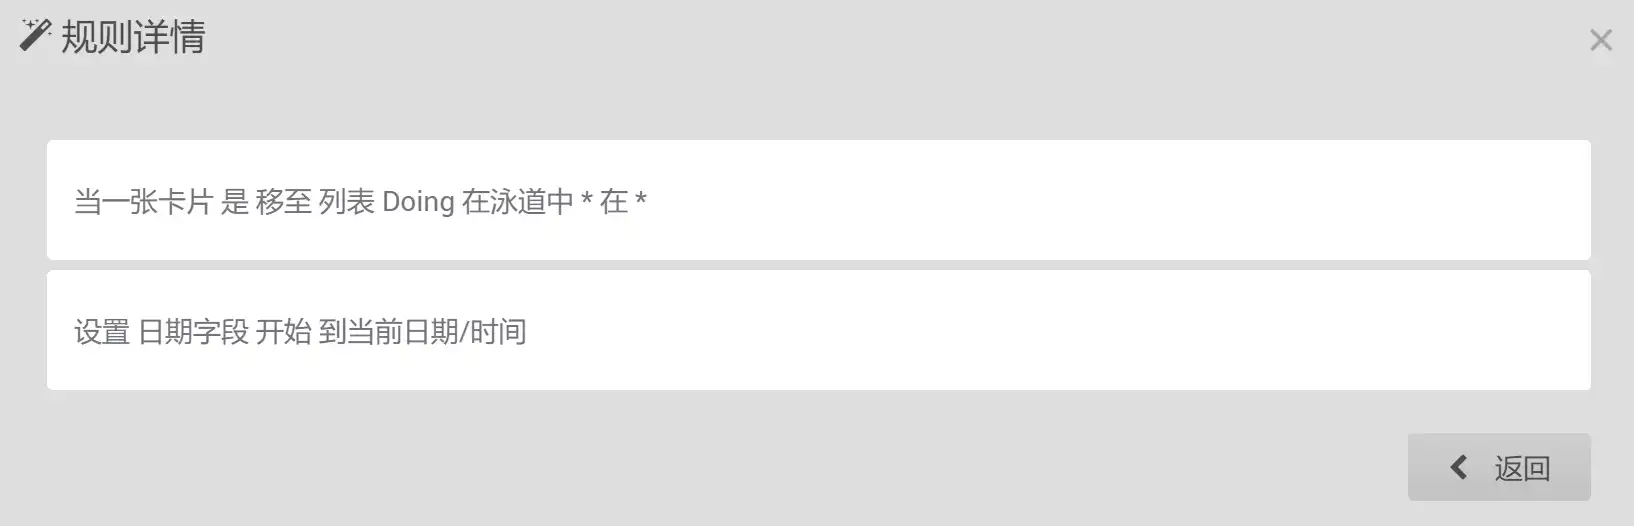 规则详情
当一张卡片 是 移至 列表 Doing 在泳道中 * 在 *
设置 日期字段 开始 到当前日期/时间
返回